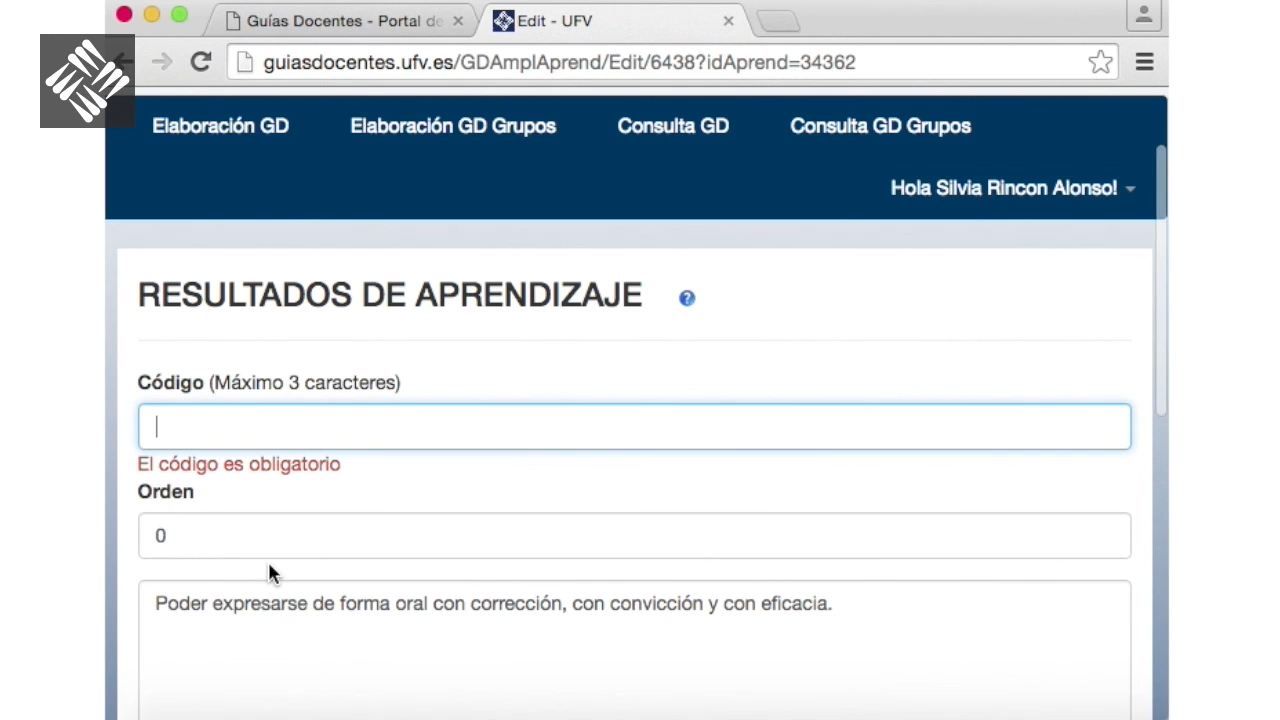 Guías Docentes - Portal de
Edit - UFV
guiasdocentes.ufv.es/GDAmplAprend/Edit/6438?idAprend=34362
Elaboración GD
Elaboración GD Grupos
Consulta GD
Consulta GD Grupos
Hola Silvia Rincon Alonso!
RESULTADOS DE APRENDIZAJE
Código (Máximo 3 caracteres)
El código es obligatorio
Orden
0
Poder expresarse de forma oral con corrección, con convicción y con eficacia.